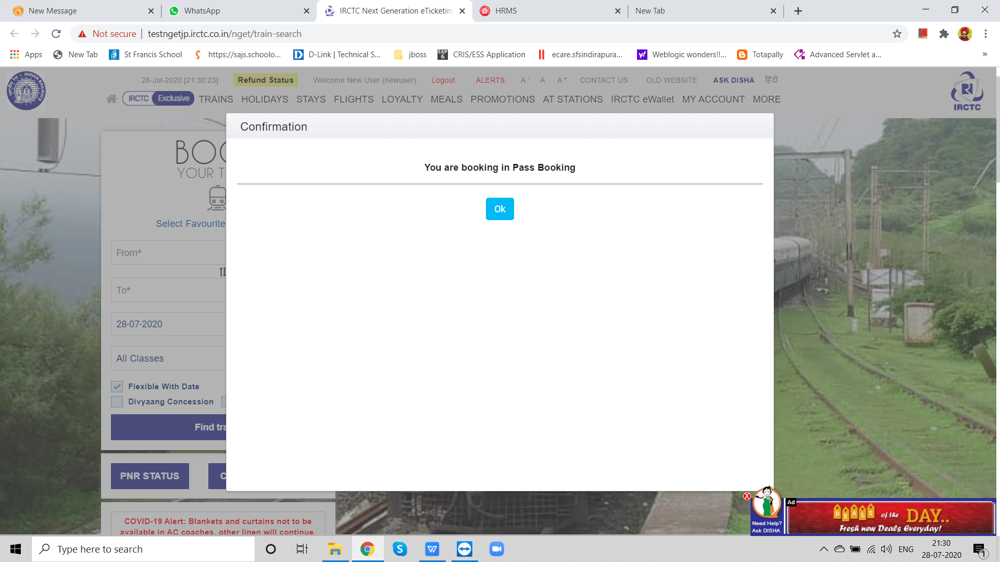 New Message
WhatsApp
IRCTC Next Generation eTicketing
HRMS
New Tab
Not secure
testngetjp.irctc.co.in/nget/train-search
Apps
New Tab
St Francis School
https://sajs.schoolo...
D-Link | Technical S...
jboss
EAP 6
CRIS/ESS Application
ecare.sfsindirapura...
Weblogic wonders!!...
Totapally
Advanced Servlet a...
»
28-Jul-2020 [21:30:23]
Refund Status
Welcome New User (newuser)
Logout
ALERTS
A-
A
A+
CONTACT US
OLD WEBSITE
ASK DISHA
हिंदी
INDIAN RAILWAYS
IRCTC Exclusive
TRAINS
HOLIDAYS
STAYS
FLIGHTS
LOYALTY
MEALS
PROMOTIONS
AT STATIONS
IRCTC eWallet
MY ACCOUNT
MORE
IRCTC
Confirmation
You are booking in Pass Booking
Ok
BOO
YOUR T
Select Favourite
From*
To*
28-07-2020
All Classes
Flexible With Date
Divyaang Concession
Find tra
PNR STATUS
C
COVID-19 Alert: Blankets and curtains not to be
available in AC coaches, other linen will continue.
X
Need Help?
Ask DISHA
Ad
DEALS of the DAY..
Fresh new Deals Everyday!
Type here to search
ENG
21:30
28-07-2020
1